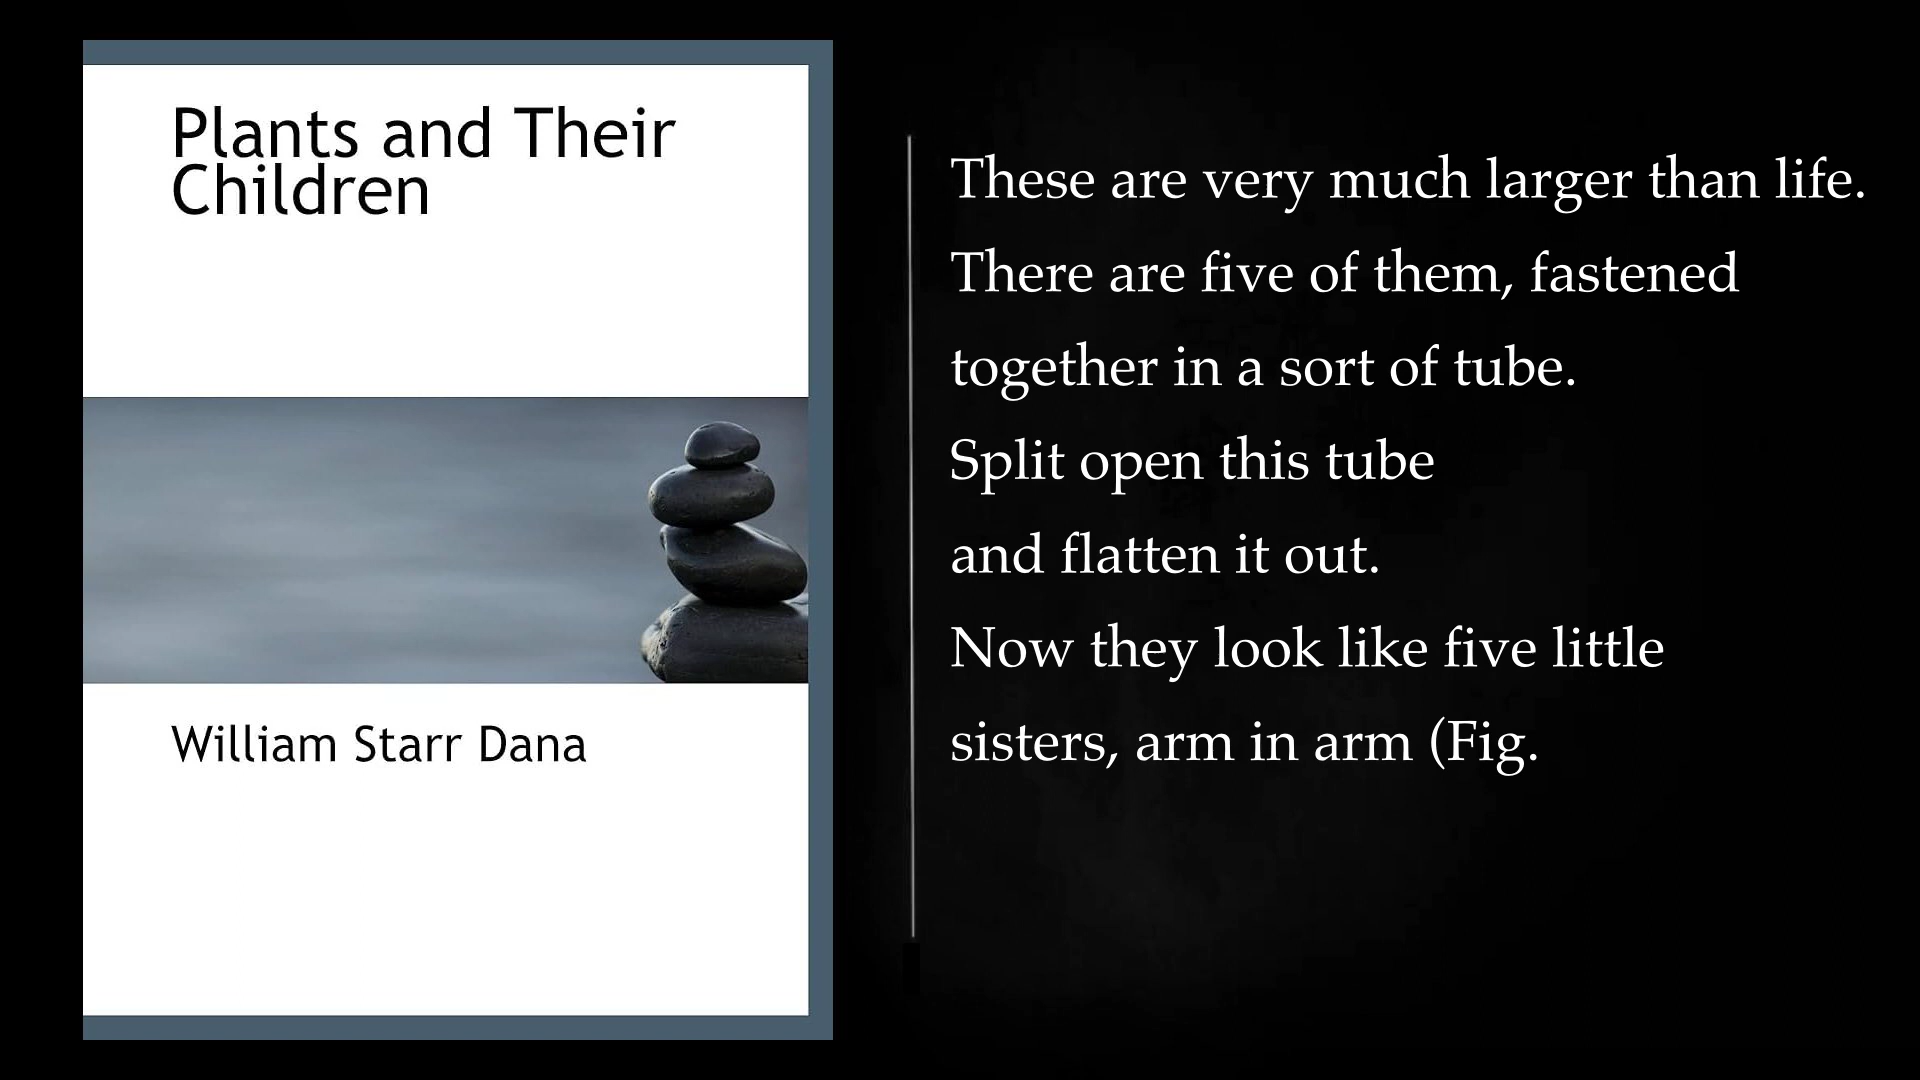 Plants and Their
Children
William Starr Dana
These are very much larger than life.
There are five of them, fastened
together in a sort of tube.
Split open this tube
and flatten it out.
Now they look like five little
sisters, arm in arm (Fig.